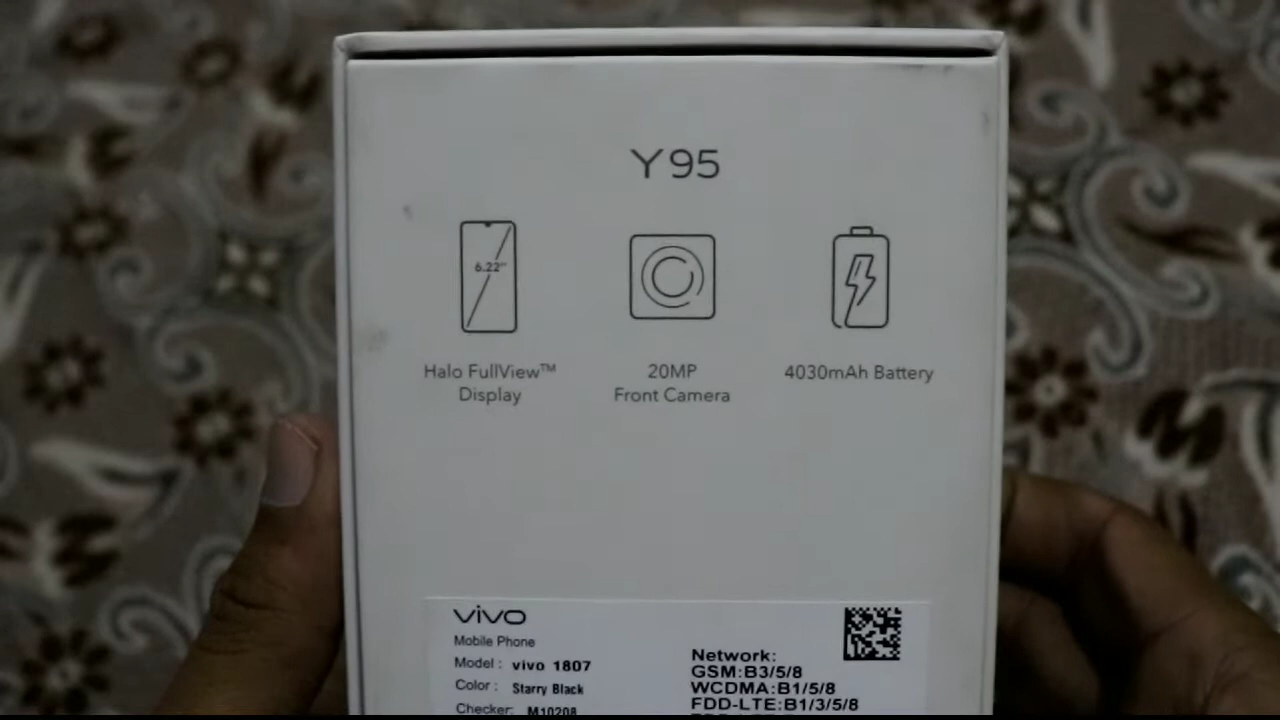 Y95
6.22"
Halo FullView™
Display
20MP
Front Camera
4030mAh Battery
vivo
Mobile Phone
Model : vivo 1807
Color : Starry Black
Checker: M10208
Network:
GSM:B3/5/8
WCDMA:B1/5/8
FDD-LTE:B1/3/5/8